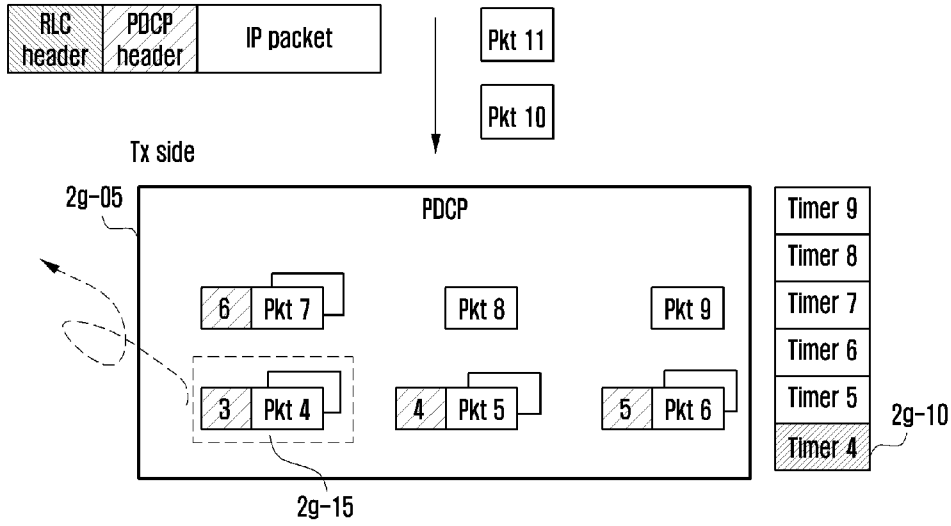 RLC header
PDCP header
IP packet
Pkt 11
Pkt 10
Tx side
2g-05
PDCP
Timer 9
Timer 8
Timer 7
Timer 6
Timer 5
Timer 4
2g-10
6
Pkt 7
Pkt 8
Pkt 9
3
Pkt 4
4
Pkt 5
5
Pkt 6
2g-15